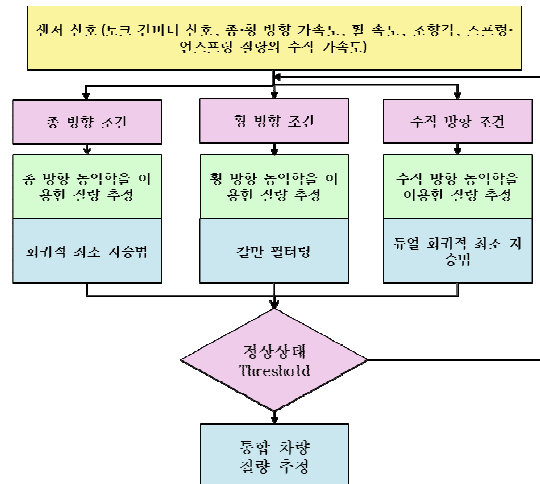 센서 신호(토크 컨버터 신호, 종·횡 방향 가속도, 휠 속도, 조향각, 스프링·
언스프링 질량의 수직 가속도)
종 방향 조건
횡 방향 조건
수직 방향 조건
종 방향 동역학을 이
용한 질량 추정
횡 방향 동역학을 이
용한 질량 추정
수직 방향 동역학을
이용한 질량 추정
회귀적 최소 자승법
칼만 필터링
듀얼 회귀적 최소 자
승법
정상상태
Threshold
통합 차량
질량 추정